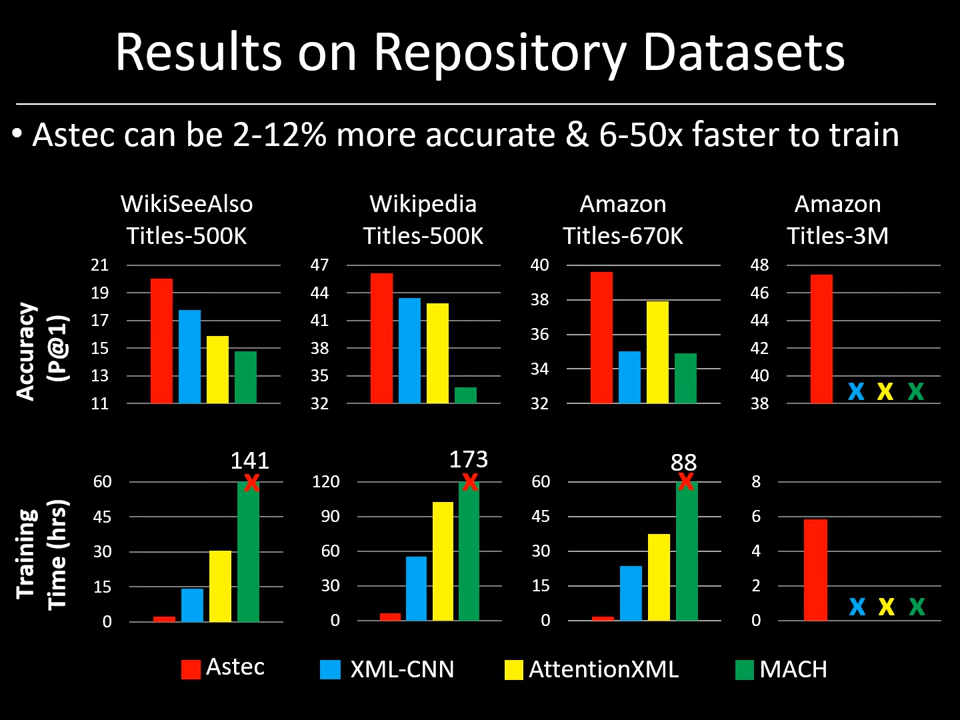 Results on Repository Datasets
• Astec can be 2-12% more accurate & 6-50x faster to train
WikiSeeAlso
Titles-500K
Wikipedia
Titles-500K
Amazon
Titles-670K
Amazon
Titles-3M
Accuracy
(P@1)
21
19
17
15
13
11
47
44
41
38
35
32
40
38
36
34
32
48
46
44
42
40
38
X X X
Training
Time (hrs)
60
45
30
15
0
141
X
120
90
60
30
0
173
X
60
45
30
15
0
88
X
8
6
4
2
0
X X X
Astec XML-CNN AttentionXML MACH